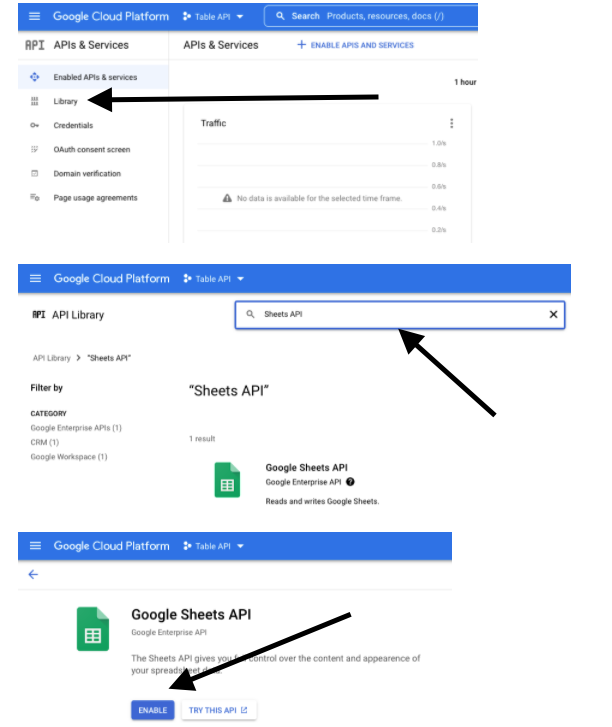 Google Cloud Platform Table API Search Products, resources, docs (/)
API APIs & Services APIs & Services + ENABLE APIS AND SERVICES
Enabled APIs & services
1 hour
Library
Traffic
Credentials
1.0/s
OAuth consent screen
0.8/s
Domain verification
0.6/s
Page usage agreements
No data is available for the selected time frame.
0.4/s
0.2/s
Google Cloud Platform Table API
API API Library Sheets API
API Library > "Sheets API"
Filter by
"Sheets API"
CATEGORY
Google Enterprise APIs (1)
CRM (1)
1 result
Google Workspace (1)
Google Sheets API
Google Enterprise API
Reads and writes Google Sheets.
Google Cloud Platform Table API
Google Sheets API
Google Enterprise API
The Sheets API gives you full control over the content and appearence of
your spreadsheet data.
ENABLE TRY THIS API